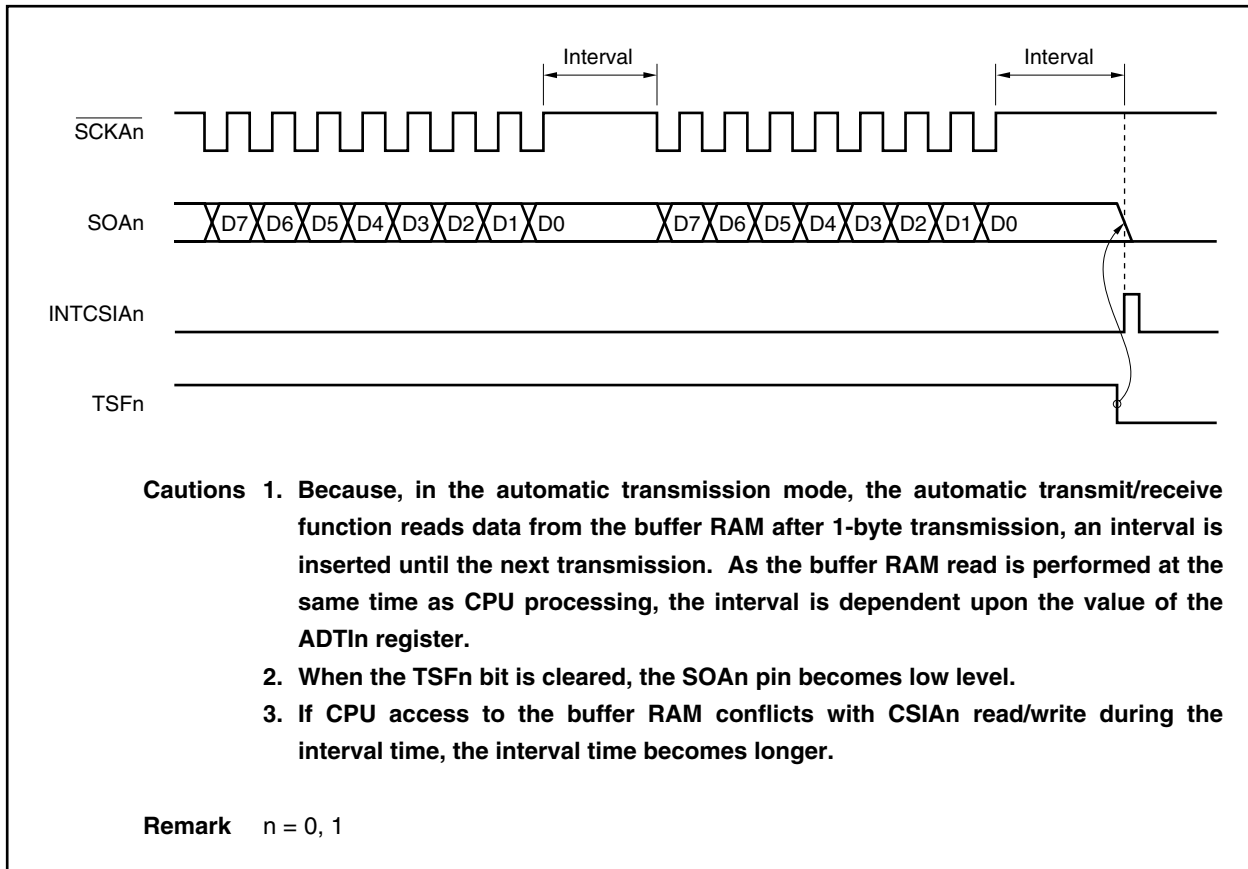 Interval Interval
SCKAn
SOAn D7 D6 D5 D4 D3 D2 D1 D0 D7 D6 D5 D4 D3 D2 D1 D0
INTCSIAn
TSFn
Cautions 1. Because, in the automatic transmission mode, the automatic transmit/receive
function reads data from the buffer RAM after 1-byte transmission, an interval is
inserted until the next transmission. As the buffer RAM read is performed at the
same time as CPU processing, the interval is dependent upon the value of the
ADTIn register.
2. When the TSFn bit is cleared, the SOAn pin becomes low level.
3. If CPU access to the buffer RAM conflicts with CSIAn read/write during the
interval time, the interval time becomes longer.
Remark n = 0, 1